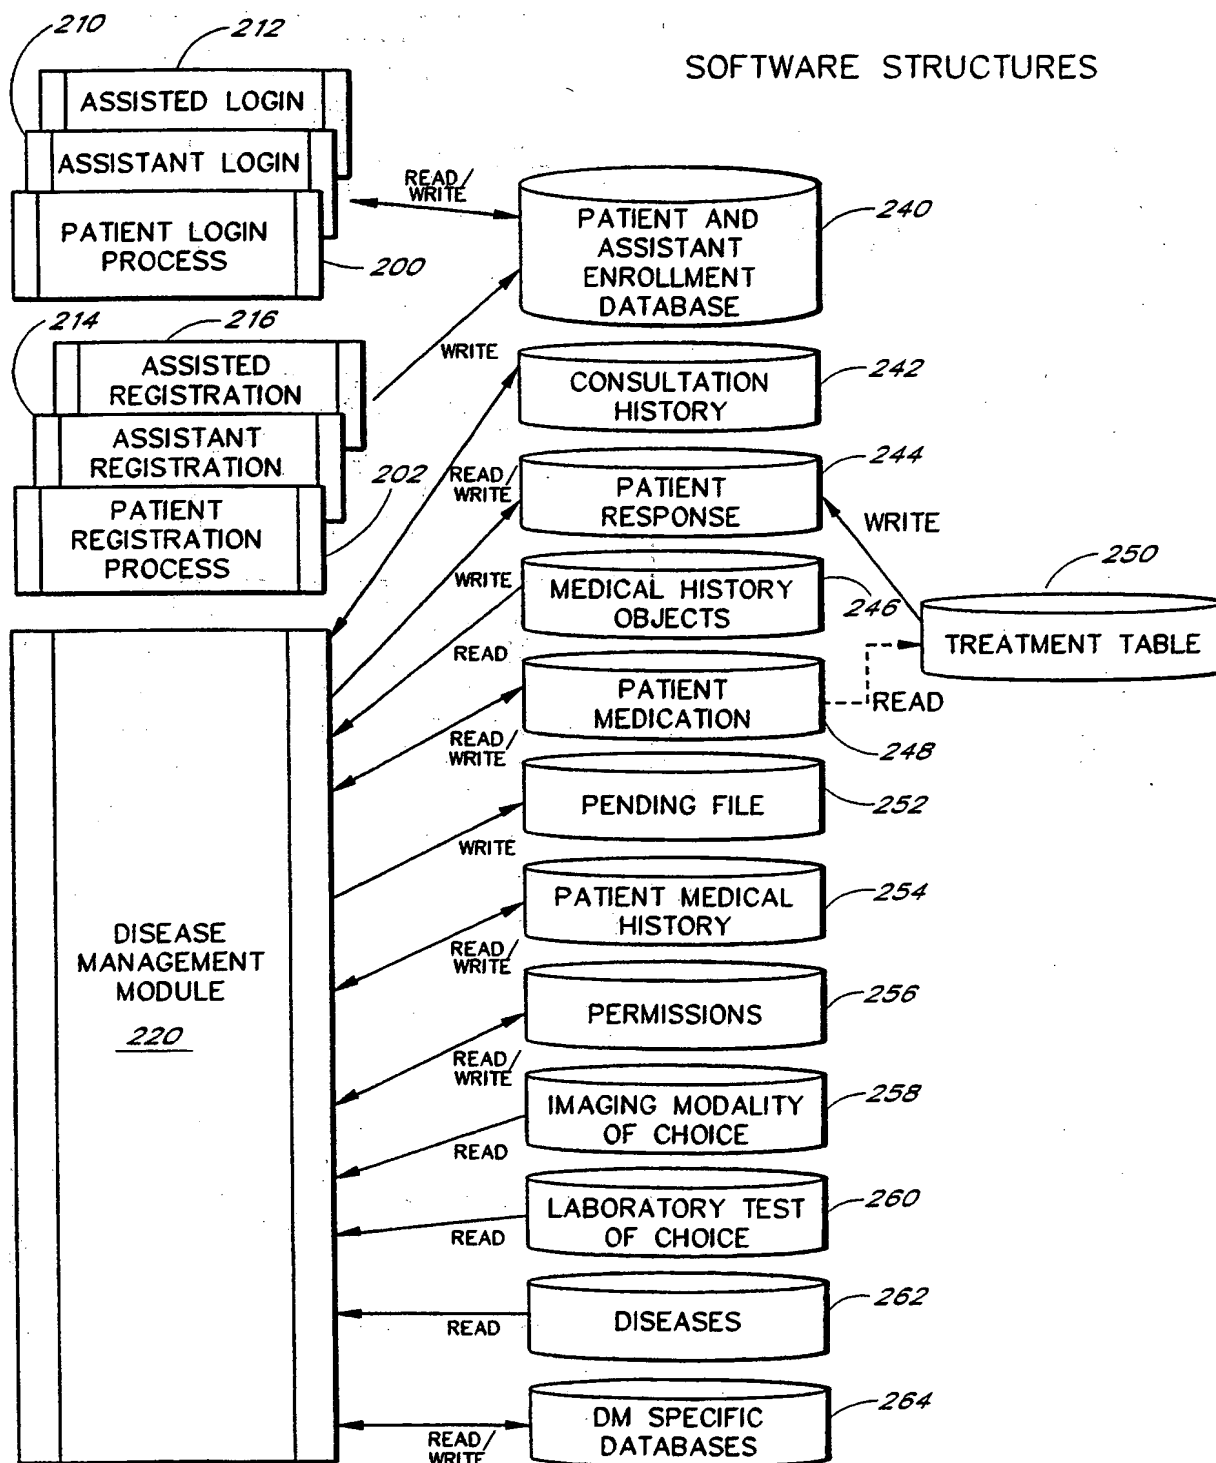 SOFTWARE STRUCTURES
210
212
ASSISTED LOGIN
ASSISTANT LOGIN
PATIENT LOGIN
PROCESS
200
READ/
WRITE
PATIENT AND
ASSISTANT
ENROLLMENT
DATABASE
240
214
216
ASSISTED
REGISTRATION
ASSISTANT
REGISTRATION
PATIENT
REGISTRATION
PROCESS
202
WRITE
CONSULTATION
HISTORY
242
READ/
WRITE
PATIENT
RESPONSE
244
WRITE
250
TREATMENT TABLE
WRITE
MEDICAL HISTORY
OBJECTS
246
READ
PATIENT
MEDICATION
READ
248
READ/
WRITE
PENDING FILE
252
WRITE
PATIENT MEDICAL
HISTORY
254
DISEASE
MANAGEMENT
MODULE
220
READ/
WRITE
PERMISSIONS
256
READ/
WRITE
IMAGING MODALITY
OF CHOICE
258
READ
LABORATORY TEST
OF CHOICE
260
READ
DISEASES
262
READ
DM SPECIFIC
DATABASES
264
READ/
WRITE